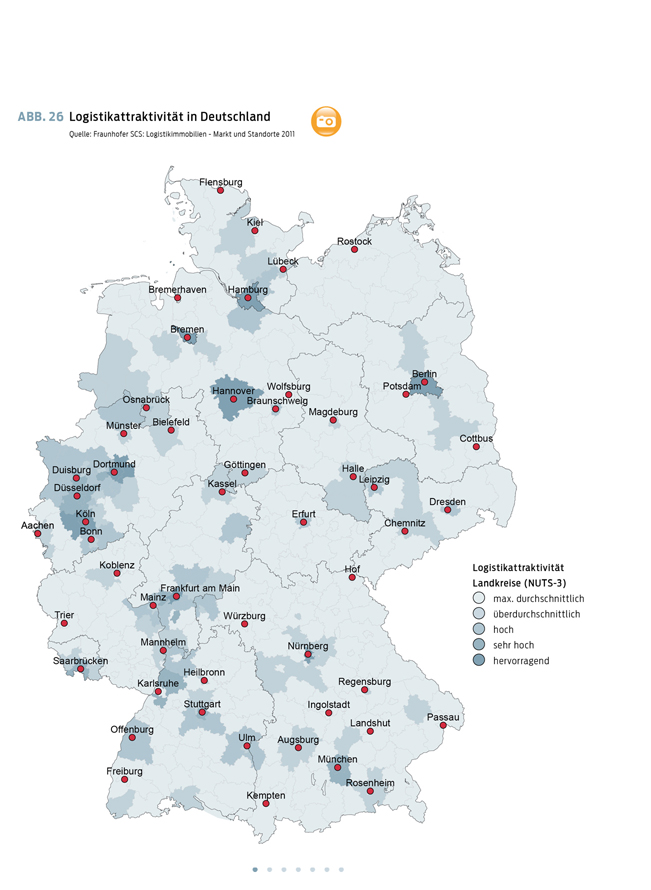 ABB. 26 Logistikattraktivität in Deutschland
Quelle: Fraunhofer SCS: Logistikimmobilien - Markt und Standorte 2011
Flensburg
Kiel
Rostock
Lübeck
Bremerhaven
Hamburg
Bremen
Berlin
Potsdam
Hannover
Wolfsburg
Braunschweig
Osnabrück
Magdeburg
Münster
Bielefeld
Cottbus
Duisburg
Dortmund
Göttingen
Halle
Leipzig
Düsseldorf
Kassel
Dresden
Köln
Erfurt
Chemnitz
Aachen
Bonn
Koblenz
Hof
Logistikattraktivität
Landkreise (NUTS-3)
max. durchschnittlich
überdurchschnittlich
hoch
sehr hoch
hervorragend
Frankfurt am Main
Mainz
Trier
Würzburg
Mannheim
Nürnberg
Saarbrücken
Heilbronn
Karlsruhe
Regensburg
Stuttgart
Ingolstadt
Passau
Landshut
Offenburg
Ulm
Augsburg
München
Freiburg
Rosenheim
Kempten